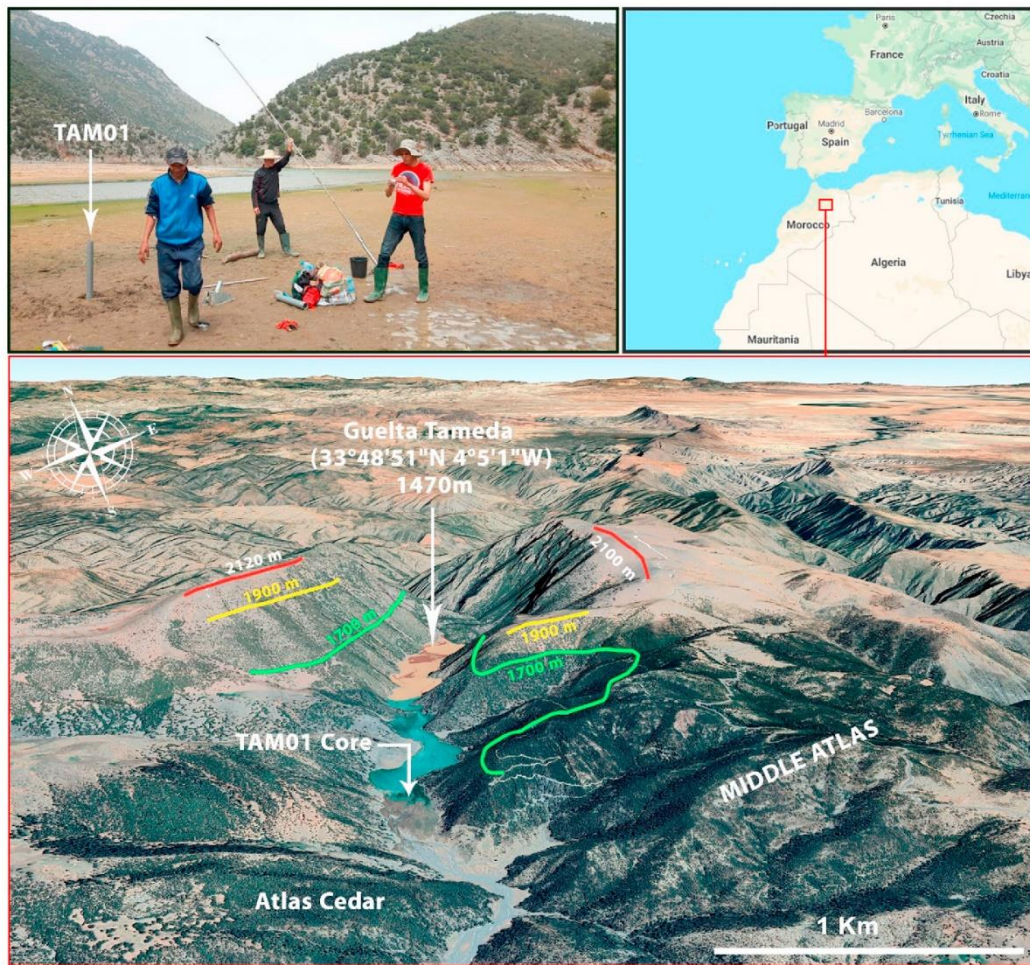 TAM01
Paris
Czechia
France
Austria
Croatia
Italy
Rome
Portugal
Madrid
Barcelona
Spain
Tyrrhenian Sea
Mediterran
Tunisia
Morocco
Algeria
Libya
Mauritania
N
E
W
S
Guelta Tameda
(33°48'51"N 4°5'1"W)
1470m
2120 m
1900 m
1700 m
2100 m
1900 m
1700 m
TAM01 Core
MIDDLE ATLAS
Atlas Cedar
1 Km